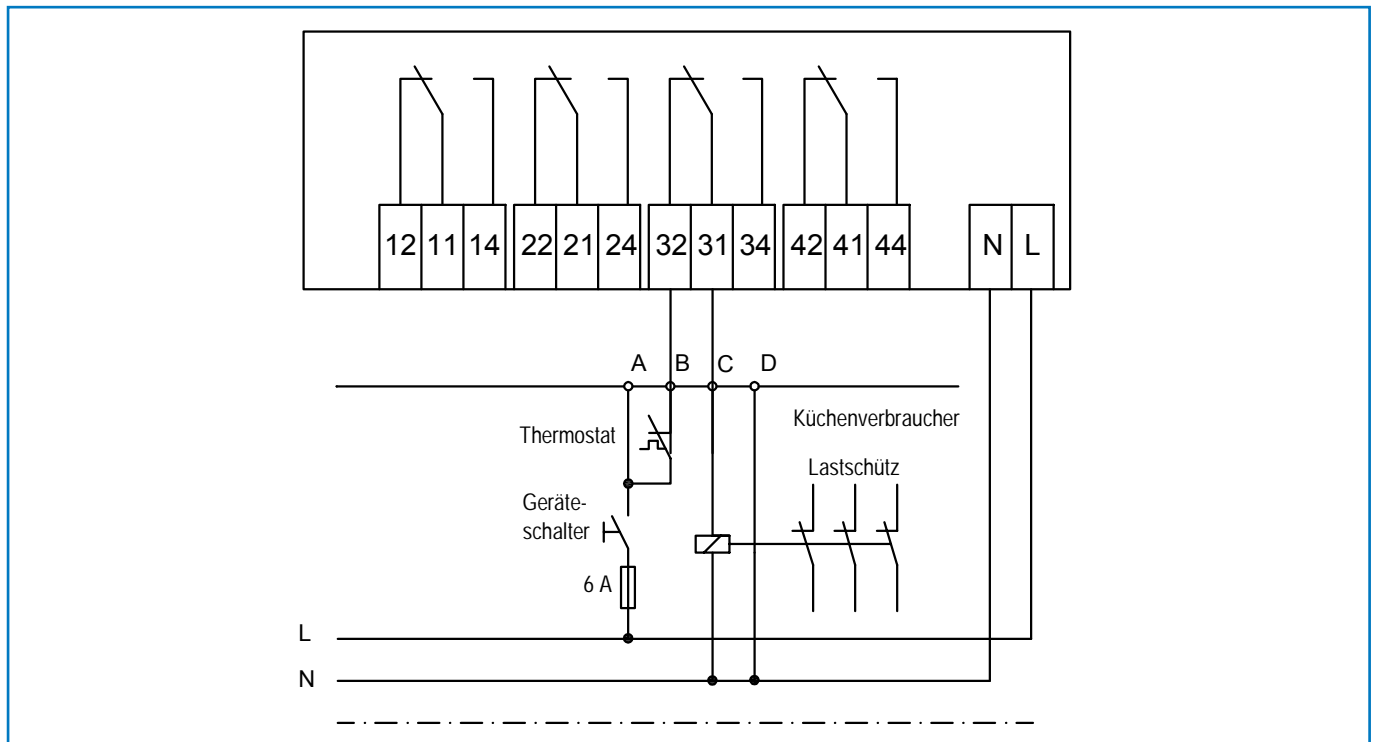 12 11 14 22 21 24 32 31 34 42 41 44 N L
A B C D
Küchenverbraucher
Thermostat
Lastschütz
Geräte-
schalter
6 A
L
N